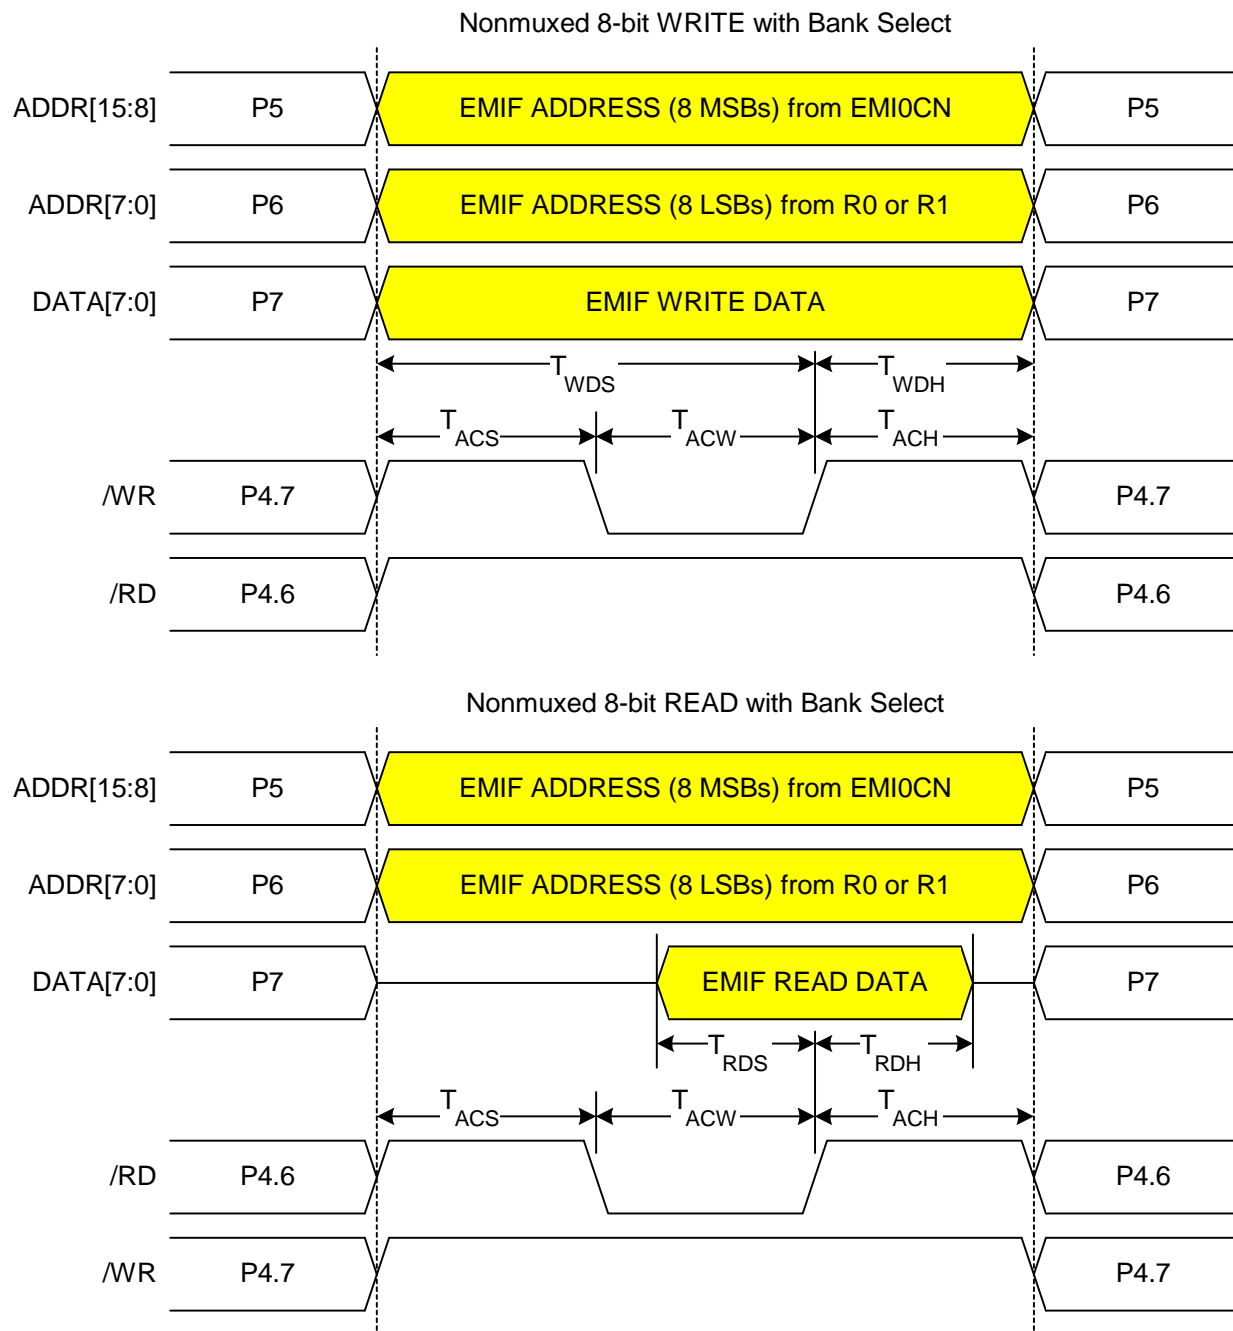 Nonmuxed 8-bit WRITE with Bank Select
ADDR[15:8] P5 EMIF ADDRESS (8 MSBs) from EMI0CN P5
ADDR[7:0] P6 EMIF ADDRESS (8 LSBs) from R0 or R1 P6
DATA[7:0] P7 EMIF WRITE DATA P7
TWDS TWDH
TACS TACW TACH
/WR P4.7 P4.7
/RD P4.6 P4.6
Nonmuxed 8-bit READ with Bank Select
ADDR[15:8] P5 EMIF ADDRESS (8 MSBs) from EMI0CN P5
ADDR[7:0] P6 EMIF ADDRESS (8 LSBs) from R0 or R1 P6
DATA[7:0] P7 EMIF READ DATA P7
TRDS TRDH
TACS TACW TACH
/RD P4.6 P4.6
/WR P4.7 P4.7